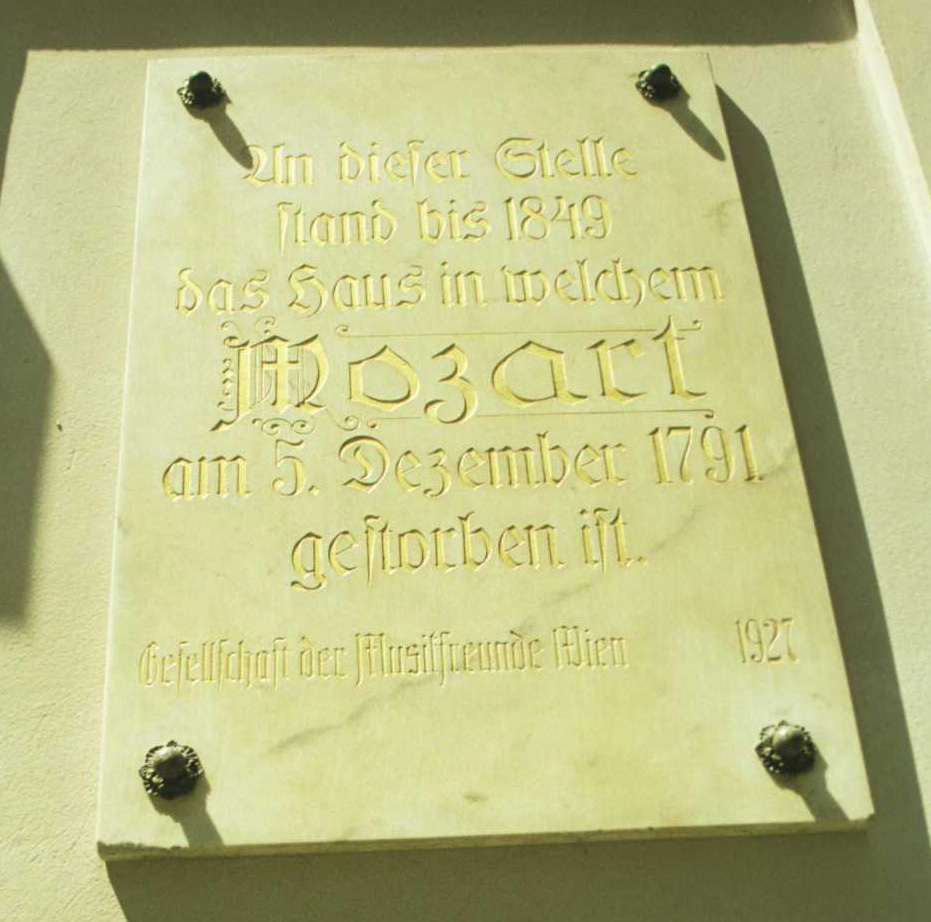 An dieser Stelle
stand bis 1849
das Haus in welchem
Mozart
am 5. Dezember 1791
gestorben ist.
Gesellschaft der Musikfreunde Wien 1927